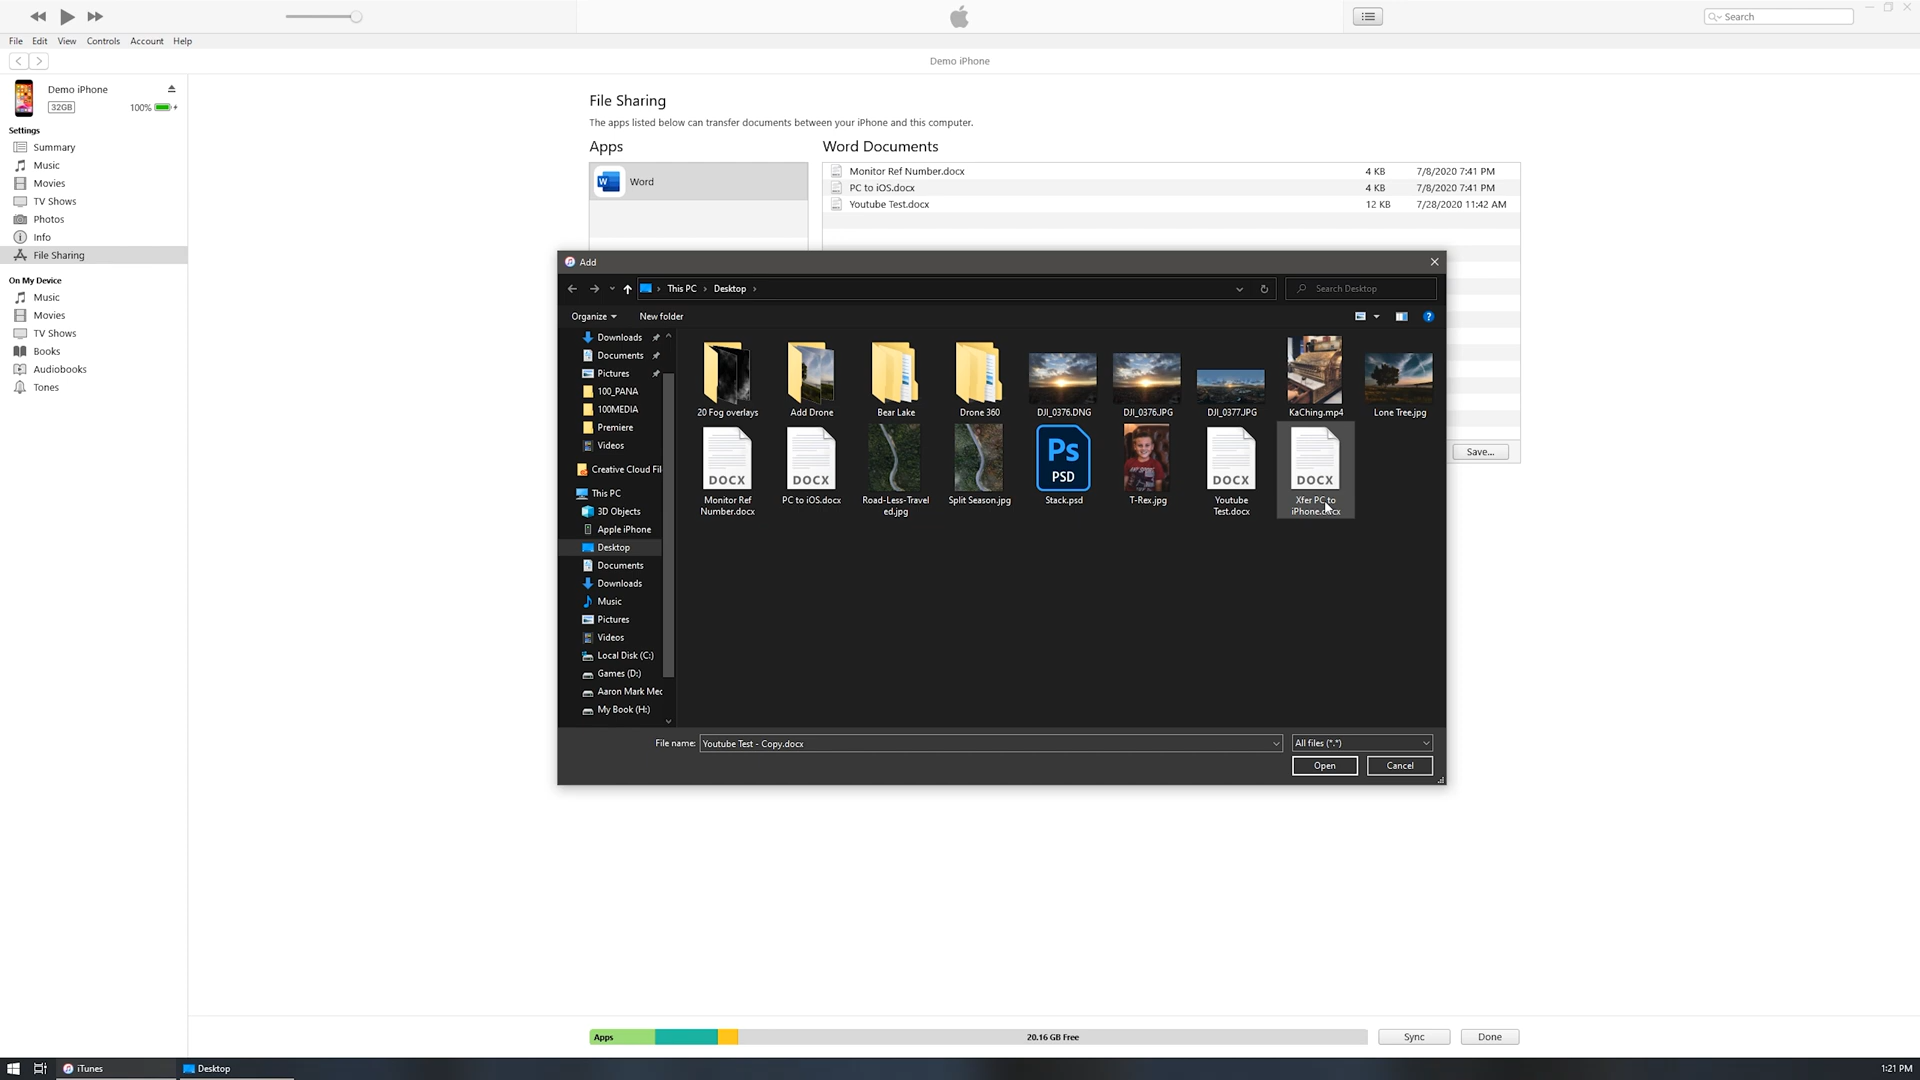 Search
File Edit View Controls Account Help
Demo iPhone
Demo iPhone
32GB 100%
Settings
Summary
Music
Movies
TV Shows
Photos
Info
File Sharing
On My Device
Music
Movies
TV Shows
Books
Audiobooks
Tones
File Sharing
The apps listed below can transfer documents between your iPhone and this computer.
Apps
Word
Word Documents
Monitor Ref Number.docx 4 KB 7/8/2020 7:41 PM
PC to iOS.docx 4 KB 7/8/2020 7:41 PM
Youtube Test.docx 12 KB 7/28/2020 11:42 AM
Save...
Add
This PC › Desktop ›
Search Desktop
Organize New folder
Downloads
Documents
Pictures
100_PANA
100MEDIA
Premiere
Videos
Creative Cloud Fil
This PC
3D Objects
Apple iPhone
Desktop
Documents
Downloads
Music
Pictures
Videos
Local Disk (C:)
Games (D:)
Aaron Mark Mec
My Book (H:)
20 Fog overlays
Add Drone
Bear Lake
Drone 360
DJI_0376.DNG
DJI_0376.JPG
DJI_0377.JPG
KaChing.mp4
Lone Tree.jpg
DOCX
Monitor Ref
Number.docx
DOCX
PC to iOS.docx
Road-Less-Travel
ed.jpg
Split Season.jpg
Ps
PSD
Stack.psd
T-Rex.jpg
DOCX
Youtube
Test.docx
DOCX
Xfer PC to
iPhone.docx
File name: Youtube Test - Copy.docx
All files (*.*)
Open Cancel
Apps 20.16 GB Free
Sync Done
iTunes Desktop 1:21 PM